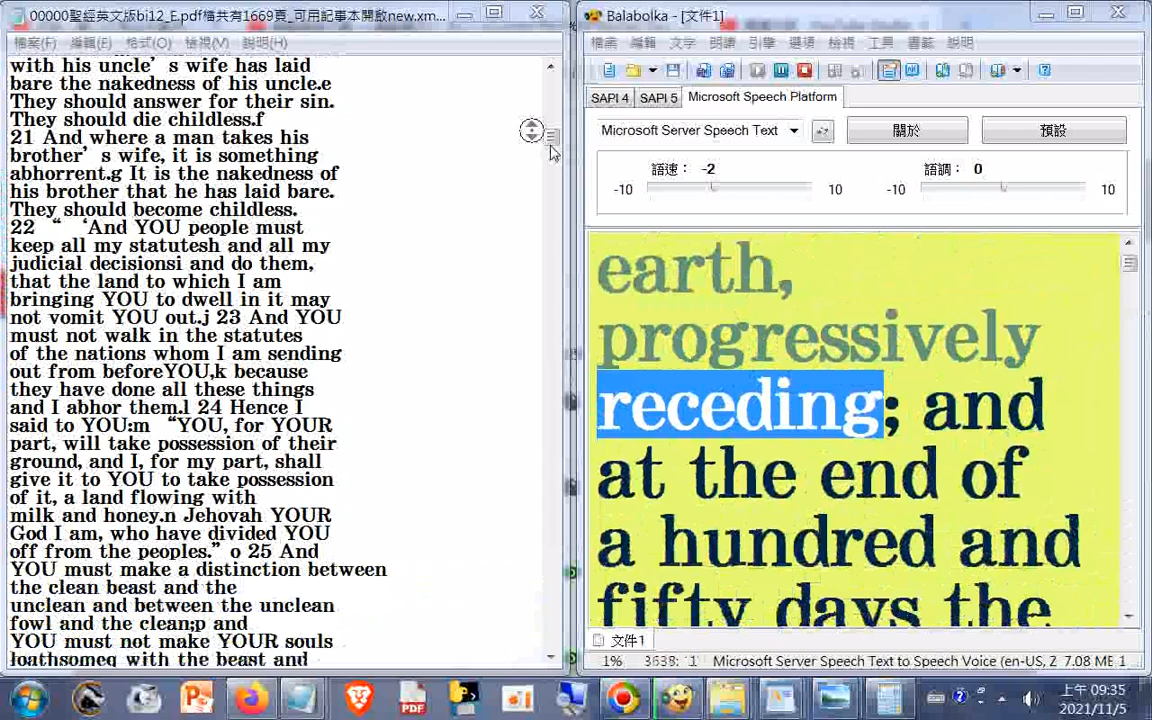 00000聖經英文版bi12_E.pdf檔共有1669頁_可用記事本開啟new.xm...
檔案(F) 編輯(E) 格式(O) 檢視(V) 說明(H)
with his uncle's wife has laid
bare the nakedness of his uncle.e
They should answer for their sin.
They should die childless.f
21 And where a man takes his
brother's wife, it is something
abhorrent.g It is the nakedness of
his brother that he has laid bare.
They should become childless.
22 " 'And YOU people must
keep all my statutesh and all my
judicial decisionsi and do them,
that the land to which I am
bringing YOU to dwell in it may
not vomit YOU out.j 23 And YOU
must not walk in the statutes
of the nations whom I am sending
out from beforeYOU,k because
they have done all these things
and I abhor them.l 24 Hence I
said to YOU:m "YOU, for YOUR
part, will take possession of their
ground, and I, for my part, shall
give it to YOU to take possession
of it, a land flowing with
milk and honey.n Jehovah YOUR
God I am, who have divided YOU
off from the peoples." o 25 And
YOU must make a distinction between
the clean beast and the
unclean and between the unclean
fowl and the clean;p and
YOU must not make YOUR souls
loathsomeq with the beast and
Balabolka - [文件1]
檔案 編輯 文字 朗讀 引擎 選項 檢視 工具 書籤 說明
SAPI 4 SAPI 5 Microsoft Speech Platform
Microsoft Server Speech Text 關於 預設
語速: -2 語調: 0
-10 10 -10 10
earth,
progressively
receding; and
at the end of
a hundred and
fifty days the
文件1
1% 3638: 1 Microsoft Server Speech Text to Speech Voice (en-US, Z 7.08 MB 1
上午 09:35
2021/11/5